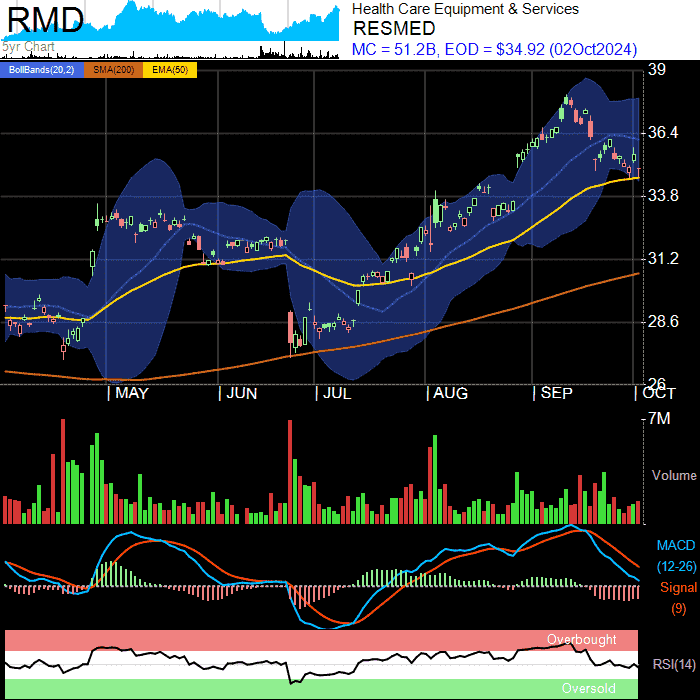 RMD
5yr Chart
Health Care Equipment & Services
RESMED
MC = 51.2B, EOD = $34.92 (02Oct2024)
BollBands(20,2) SMA(200) EMA(50)
39
36.4
33.8
31.2
28.6
26
MAY JUN JUL AUG SEP OCT
7M
Volume
MACD
(12-26)
Signal
(9)
Overbought
RSI(14)
Oversold